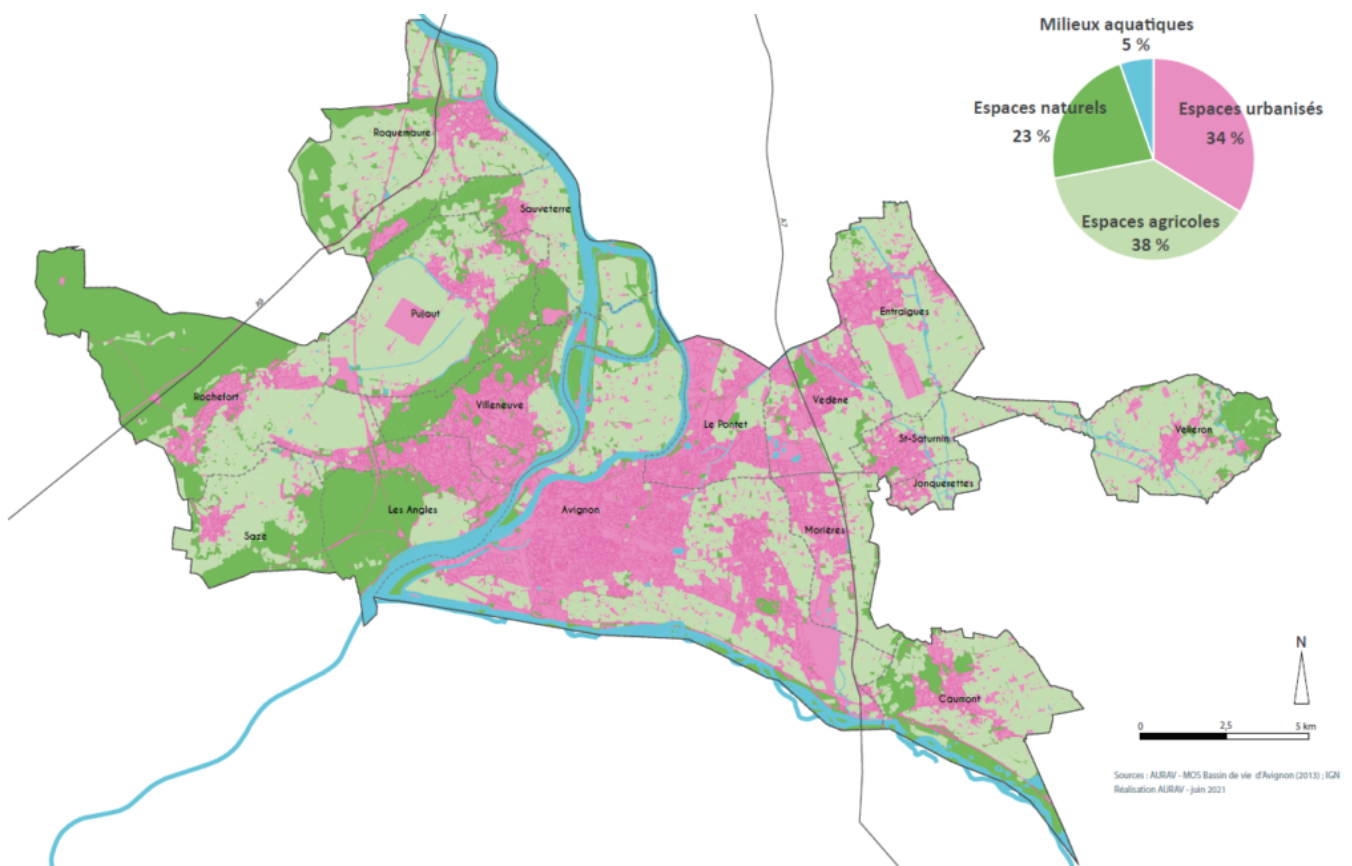 Milieux aquatiques
5 %
Espaces naturels
23 %
Espaces urbanisés
34 %
Espaces agricoles
38 %
Roquemaure
Sauveterre
A7
A9
Pujaut
Entraigues
Rochefort
Villeneuve
Vedène
Le Pontet
St-Saturnin
Velleron
Jonquerettes
Les Angles
Avignon
Morières
Saze
Caumont
N
0 2,5 5 km
Sources : AURAV - MOS Bassin de vie d'Avignon (2013) ; IGN
Réalisation AURAV - juin 2021